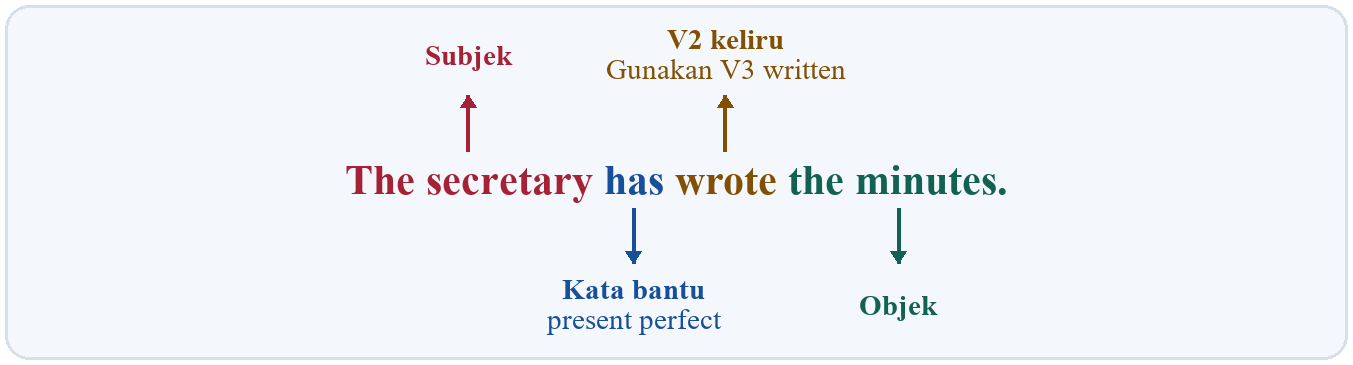 Subjek
V2 keliru
Gunakan V3 written
The secretary has wrote the minutes.
Kata bantu
present perfect
Objek